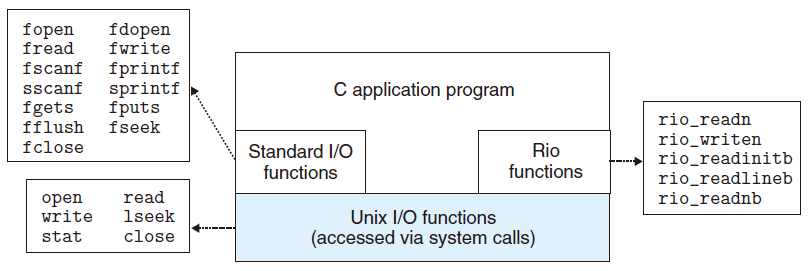 fopen fdopen
fread fwrite
fscanf fprintf
sscanf sprintf
fgets fputs
fflush fseek
fclose
C application program
Standard I/O
functions
Rio
functions
rio_readn
rio_writen
rio_readinitb
rio_readlineb
rio_readnb
open read
write lseek
stat close
Unix I/O functions
(accessed via system calls)